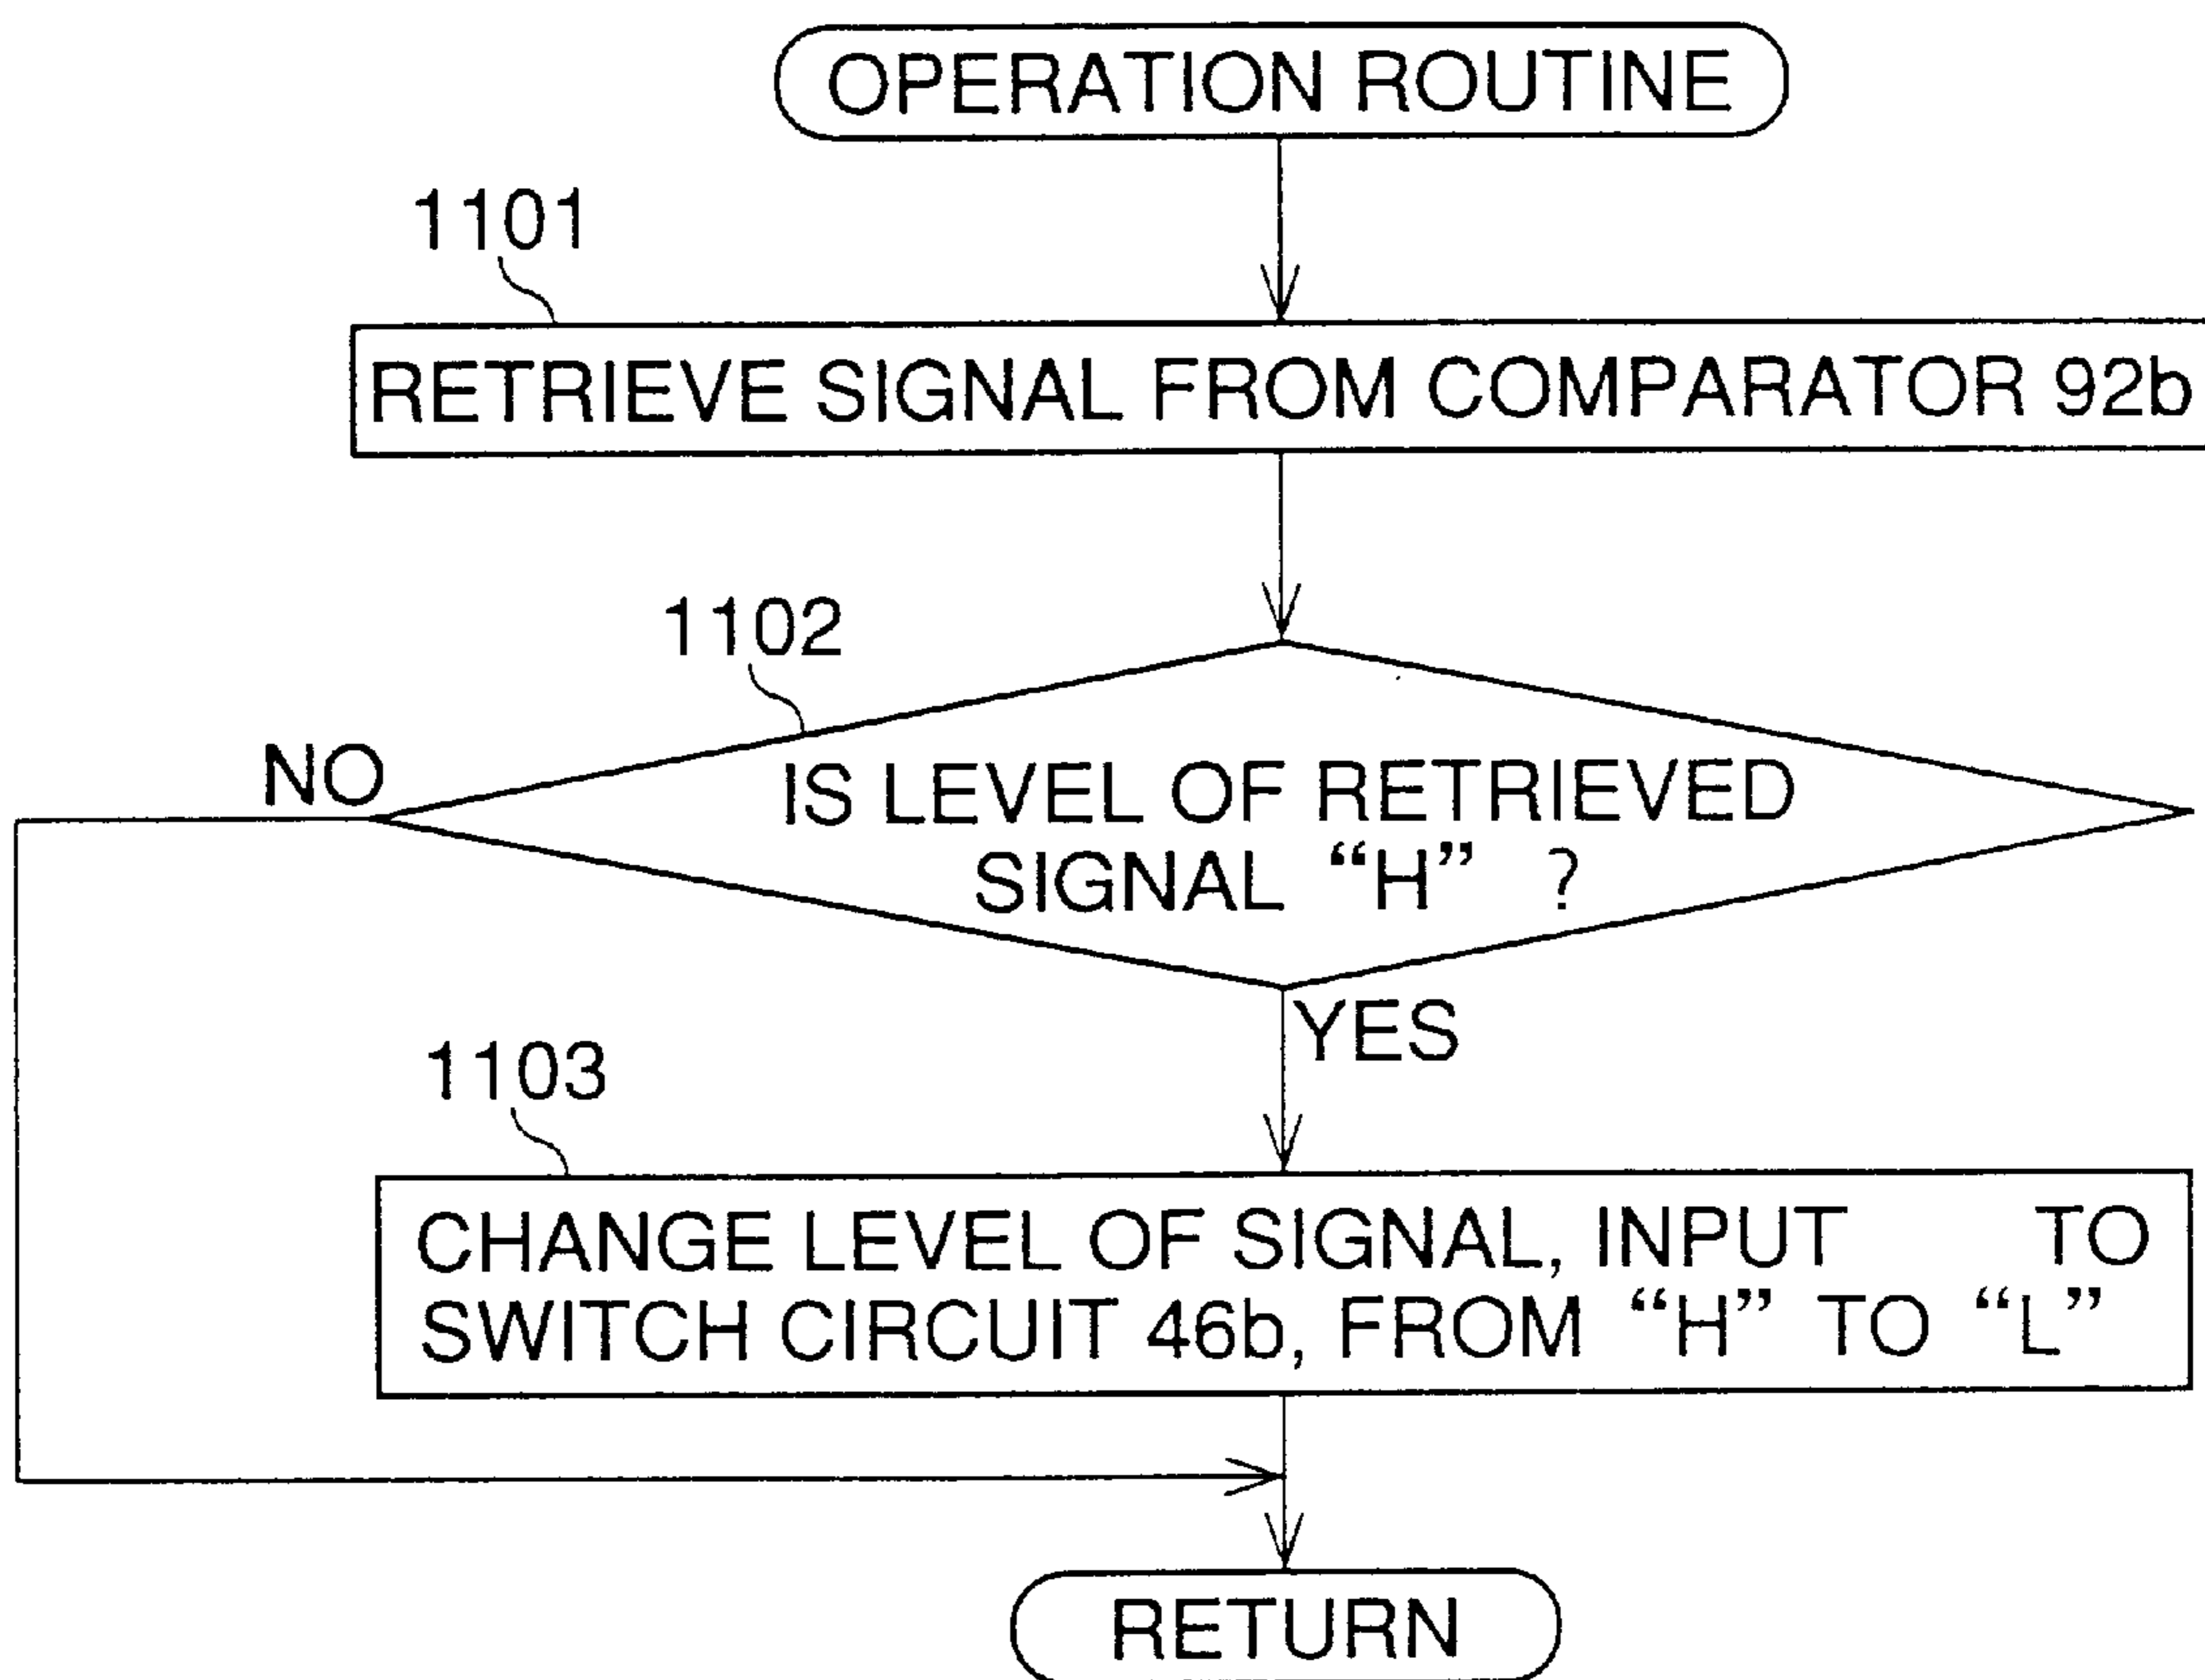 OPERATION ROUTINE
1101
RETRIEVE SIGNAL FROM COMPARATOR 92b
1102
NO
IS LEVEL OF RETRIEVED
SIGNAL “H” ?
YES
1103
CHANGE LEVEL OF SIGNAL, INPUT TO
SWITCH CIRCUIT 46b, FROM “H” TO “L”
RETURN